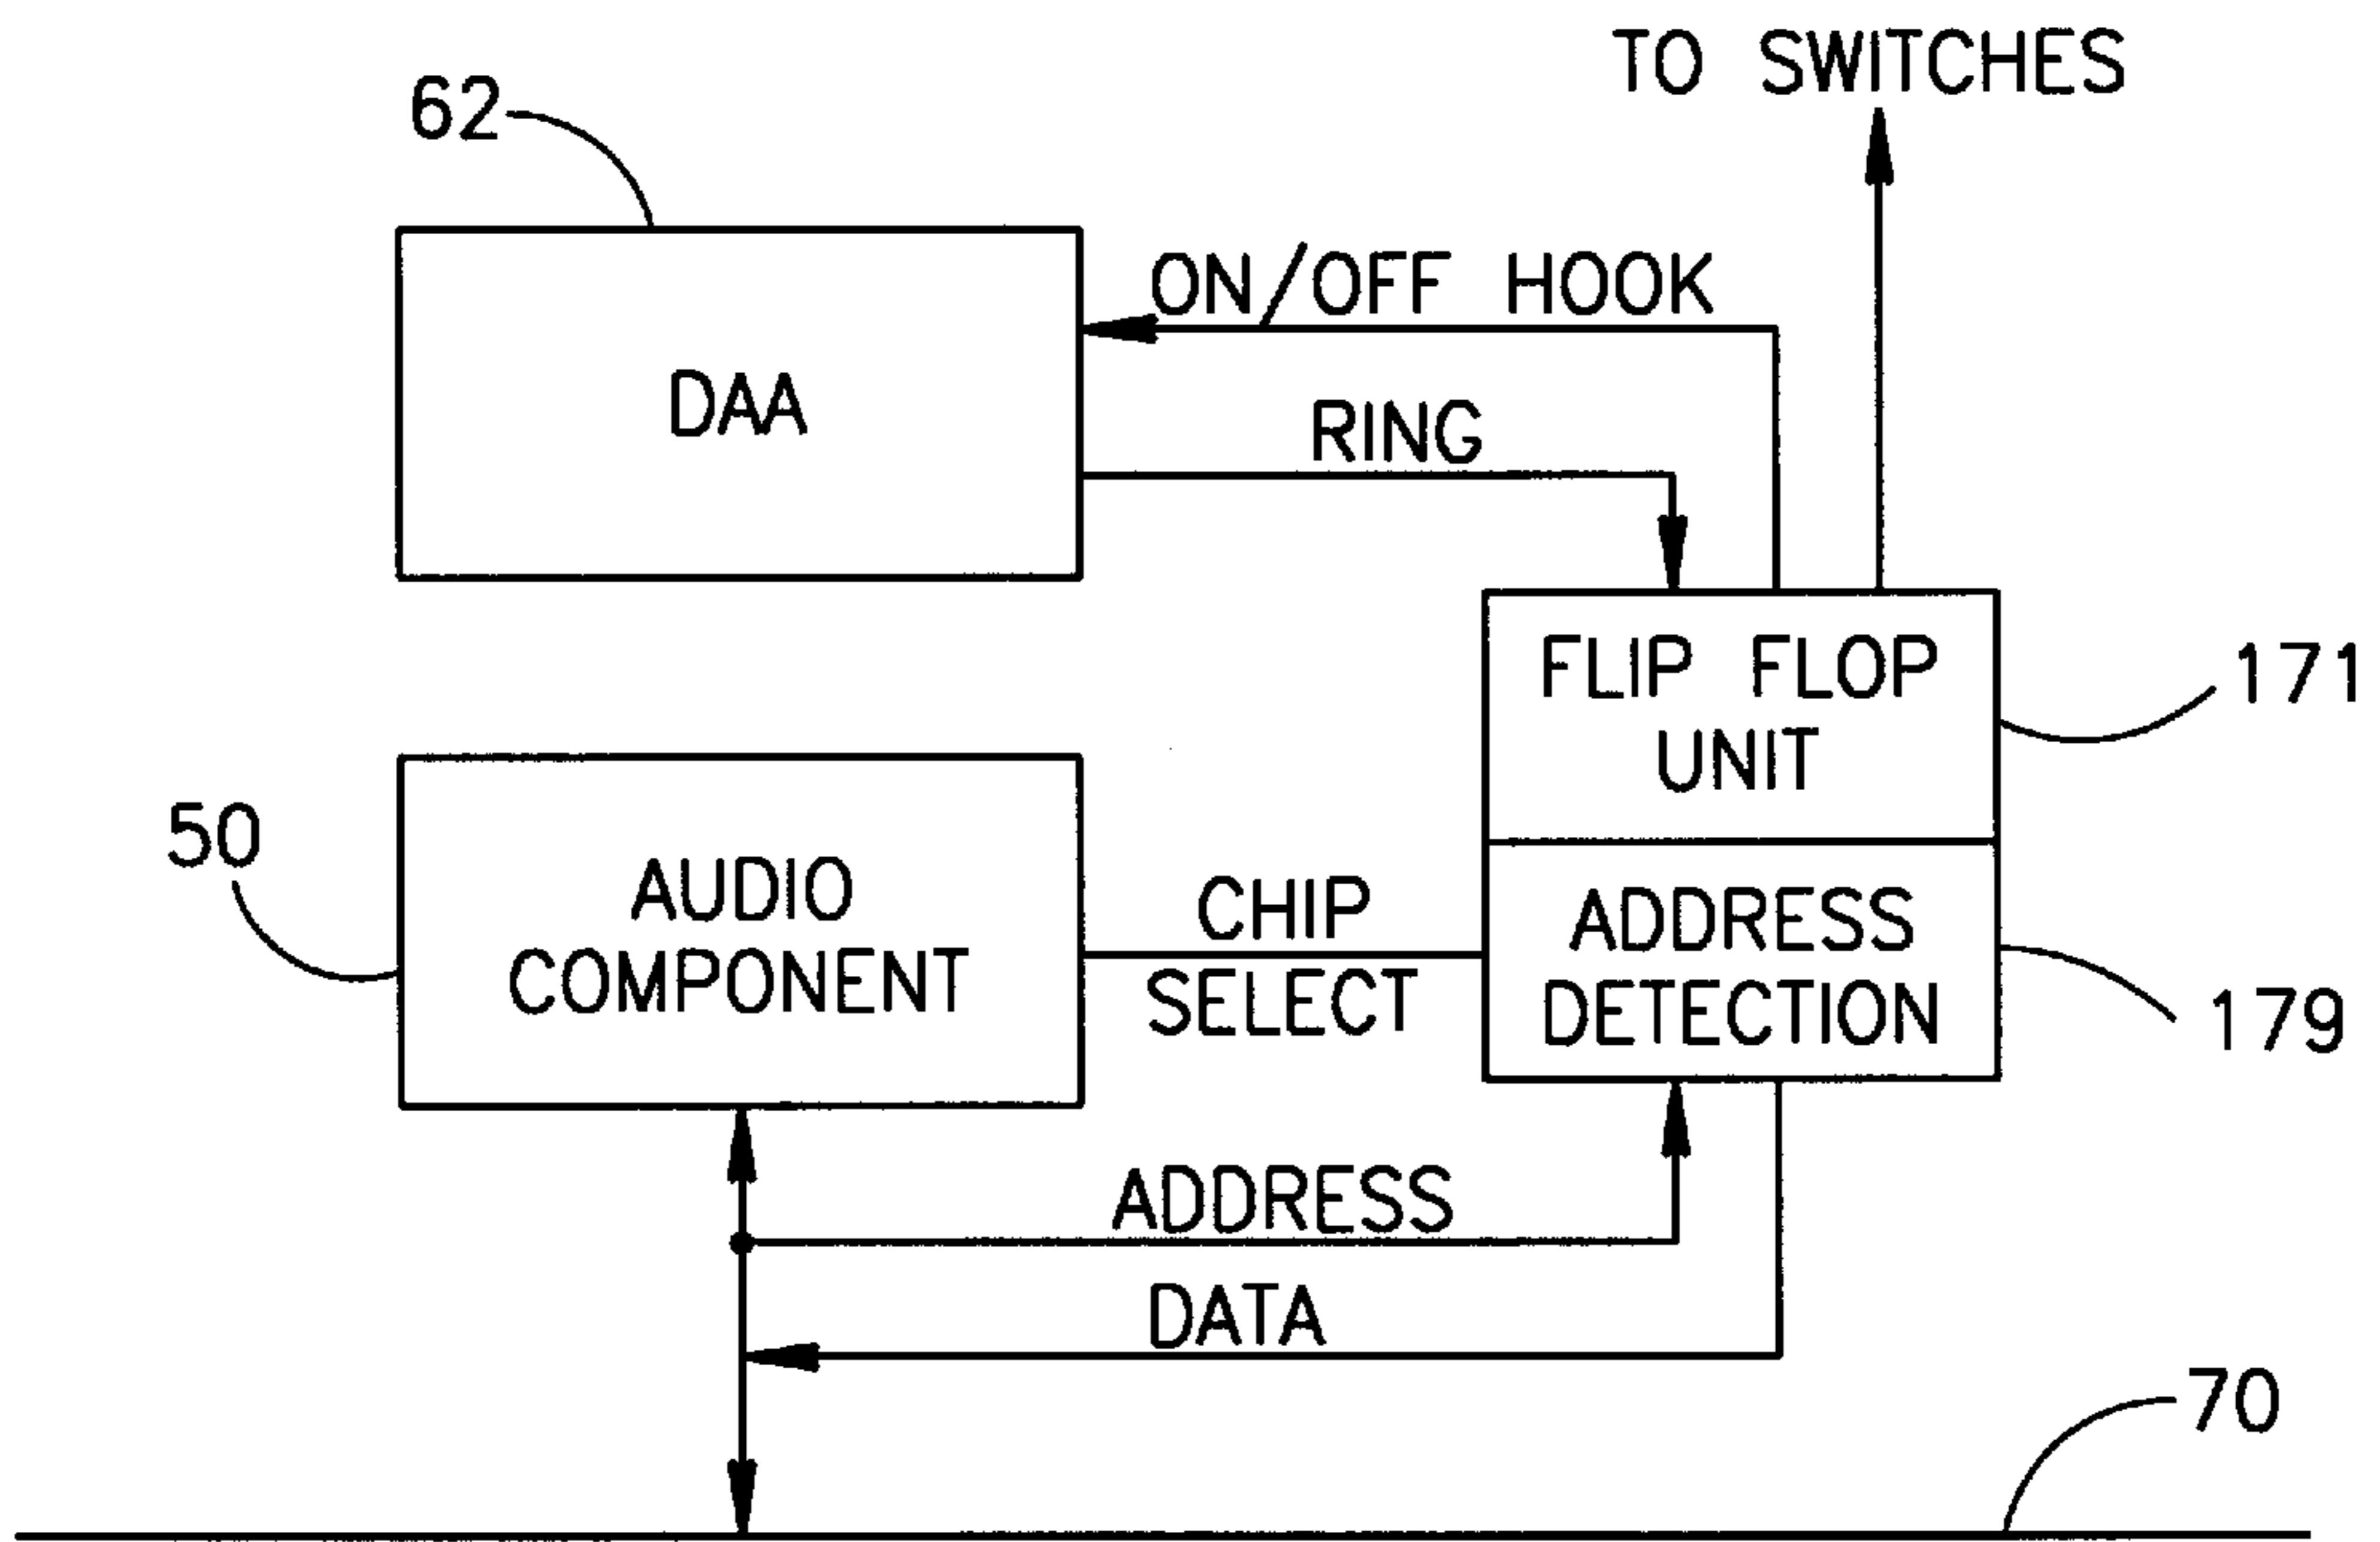 TO SWITCHES
62
ON/OFF HOOK
DAA
RING
FLIP FLOP
UNIT
171
50
AUDIO
COMPONENT
CHIP
SELECT
ADDRESS
DETECTION
179
ADDRESS
DATA
70